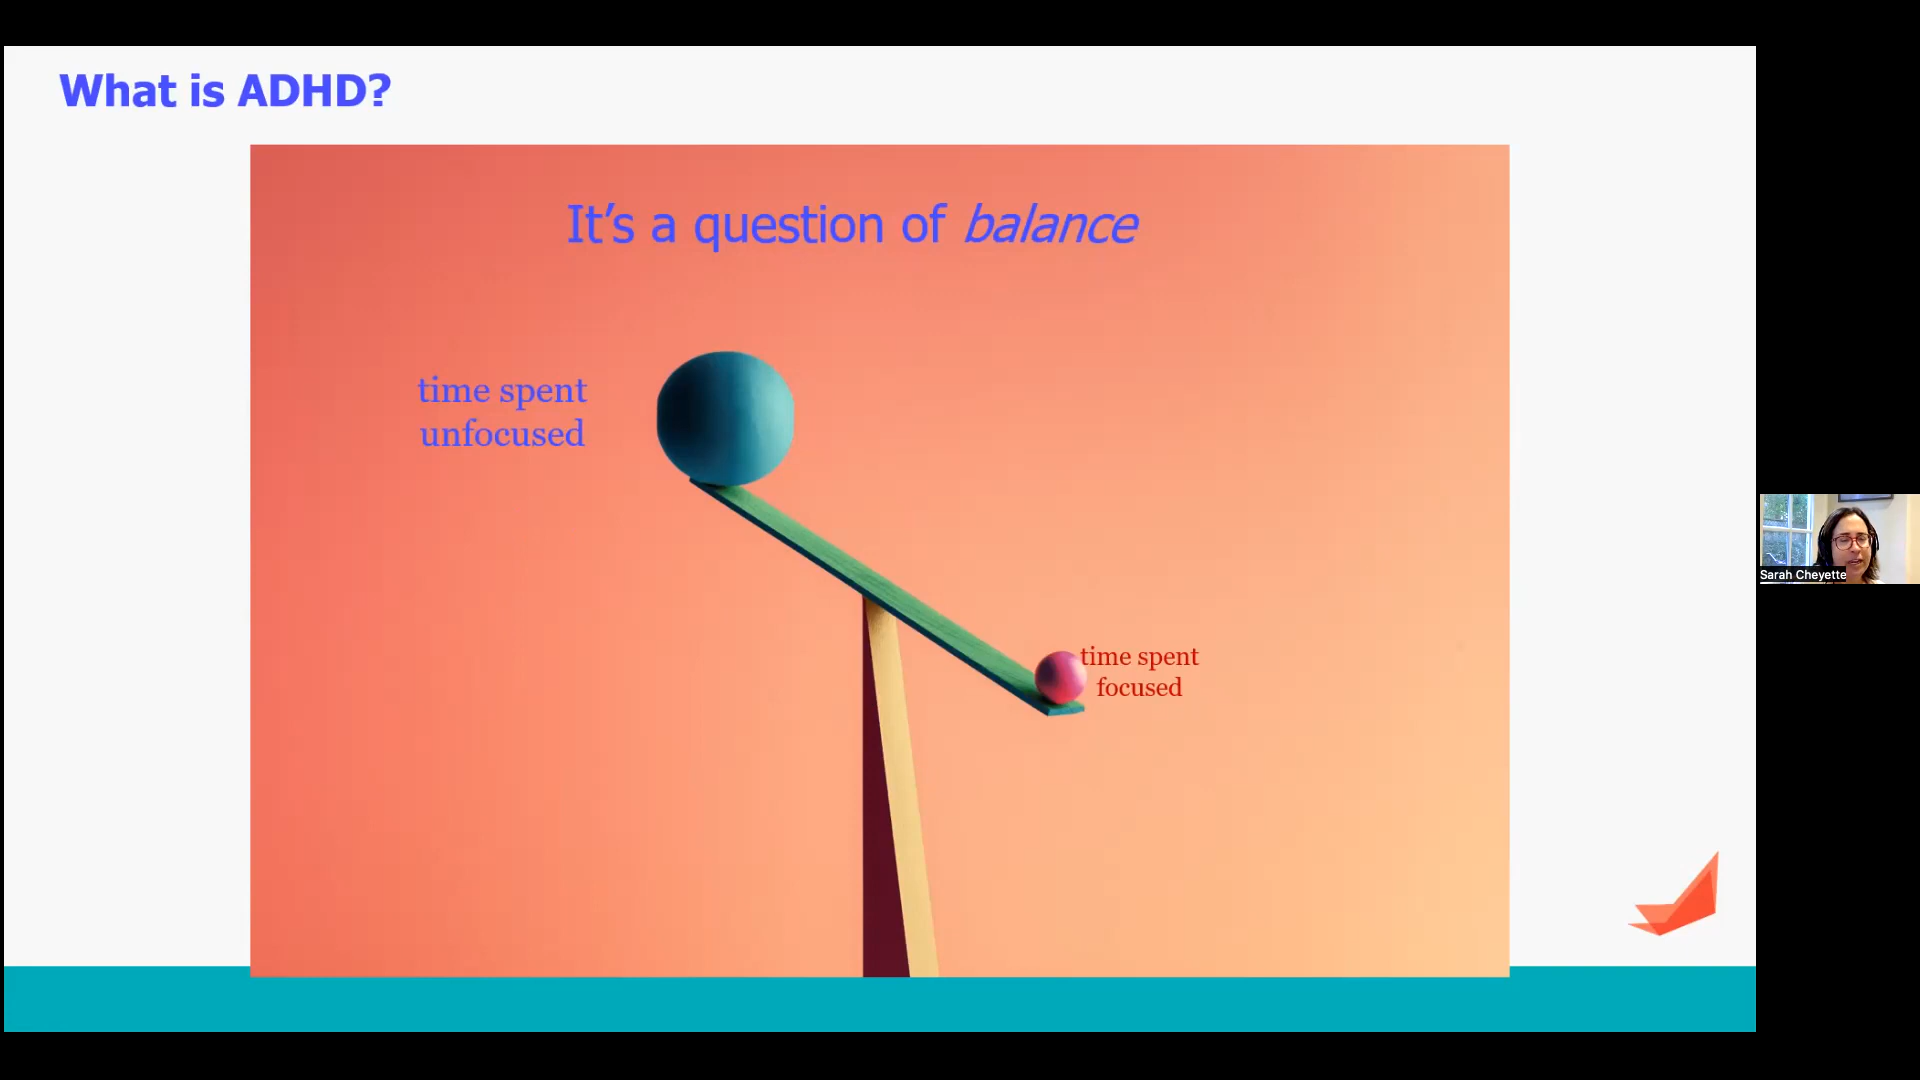 What is ADHD?
It’s a question of balance
time spent
unfocused
time spent
focused
Sarah Cheyette